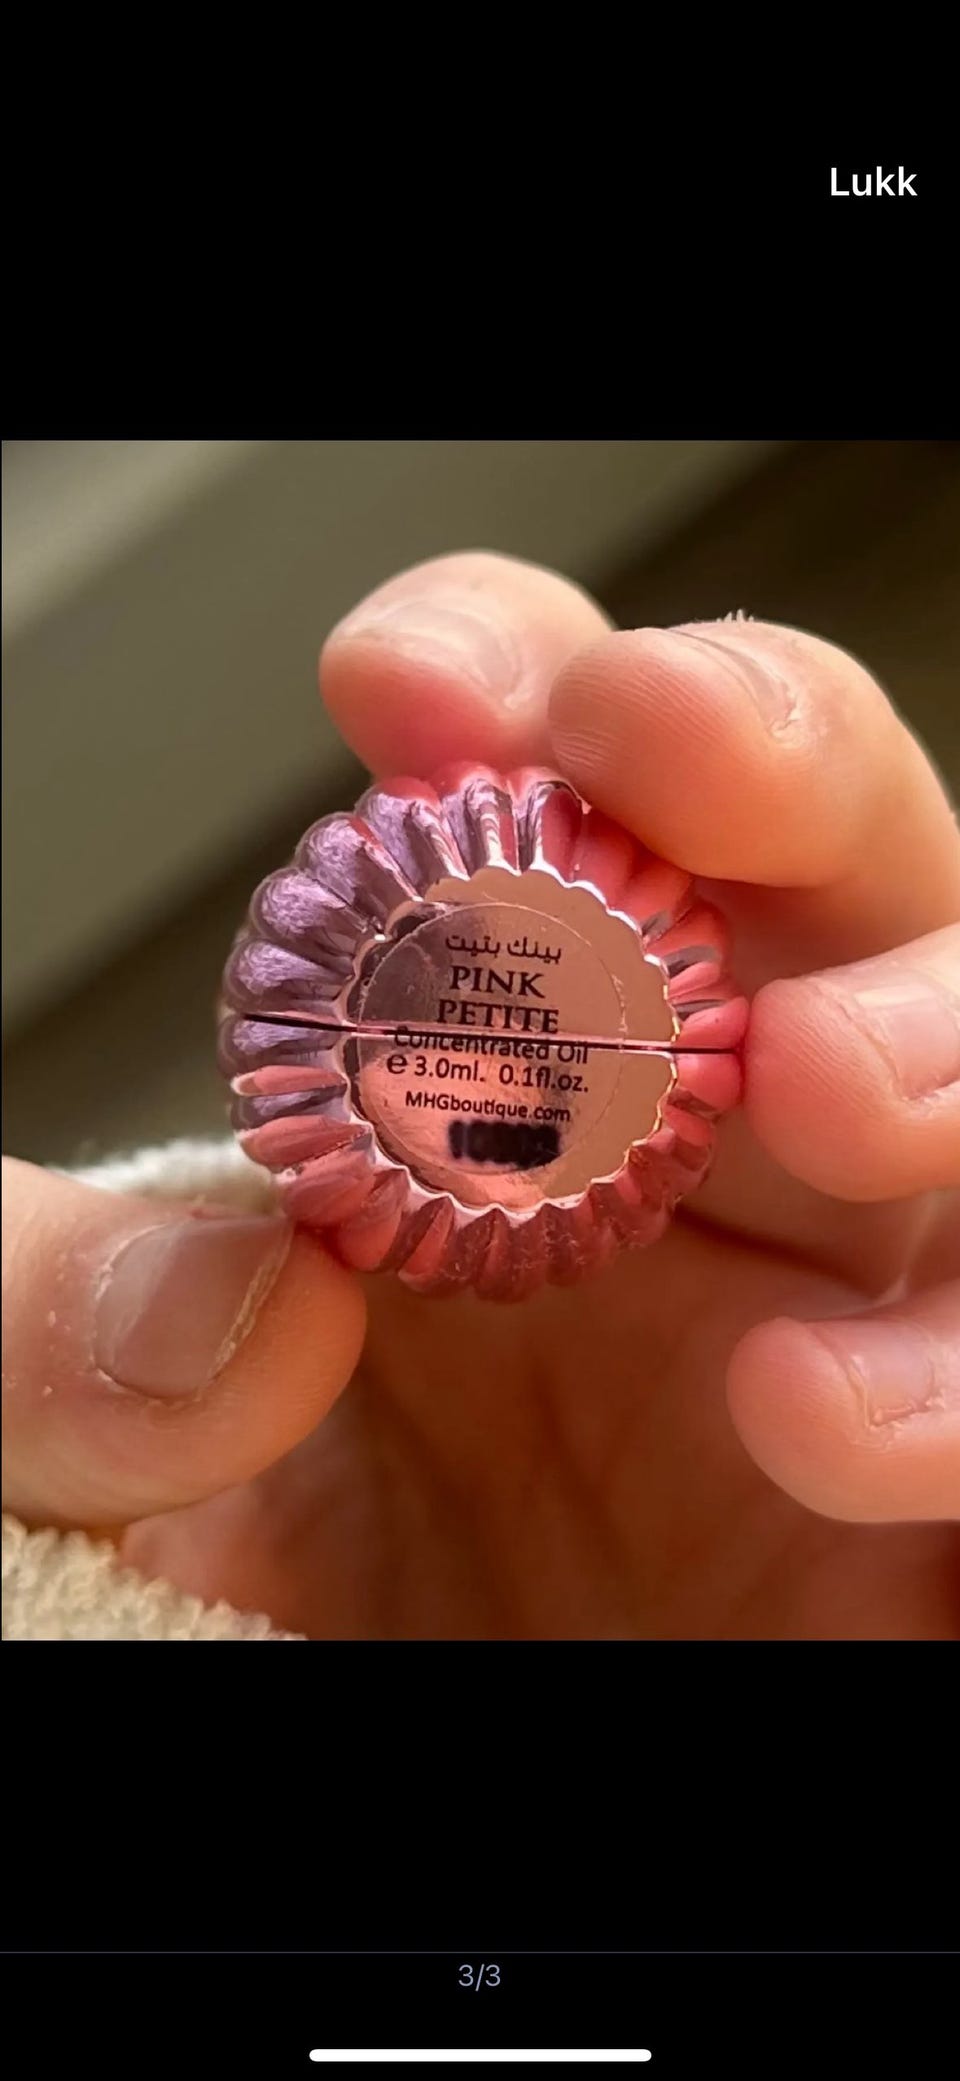 Lukk
بينك بتيت
PINK
PETITE
Concentrated Oil
e 3.0ml. 0.1fl.oz.
MHGboutique.com
3/3